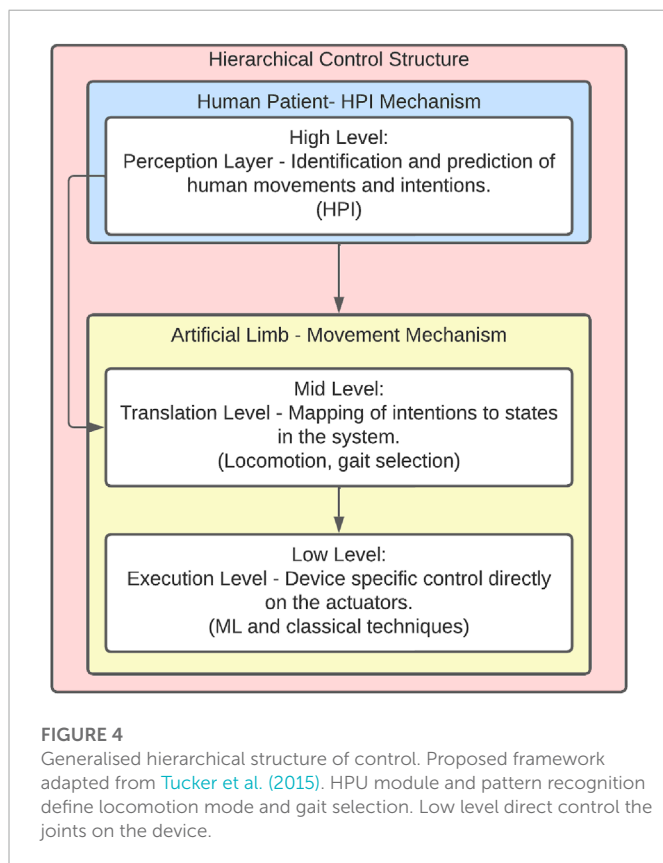 Hierarchical Control Structure
Human Patient- HPI Mechanism
High Level:
Perception Layer - Identification and prediction of
human movements and intentions.
(HPI)
Artificial Limb - Movement Mechanism
Mid Level:
Translation Level - Mapping of intentions to states
in the system.
(Locomotion, gait selection)
Low Level:
Execution Level - Device specific control directly
on the actuators.
(ML and classical techniques)
FIGURE 4
Generalised hierarchical structure of control. Proposed framework
adapted from Tucker et al. (2015). HPU module and pattern recognition
define locomotion mode and gait selection. Low level direct control the
joints on the device.